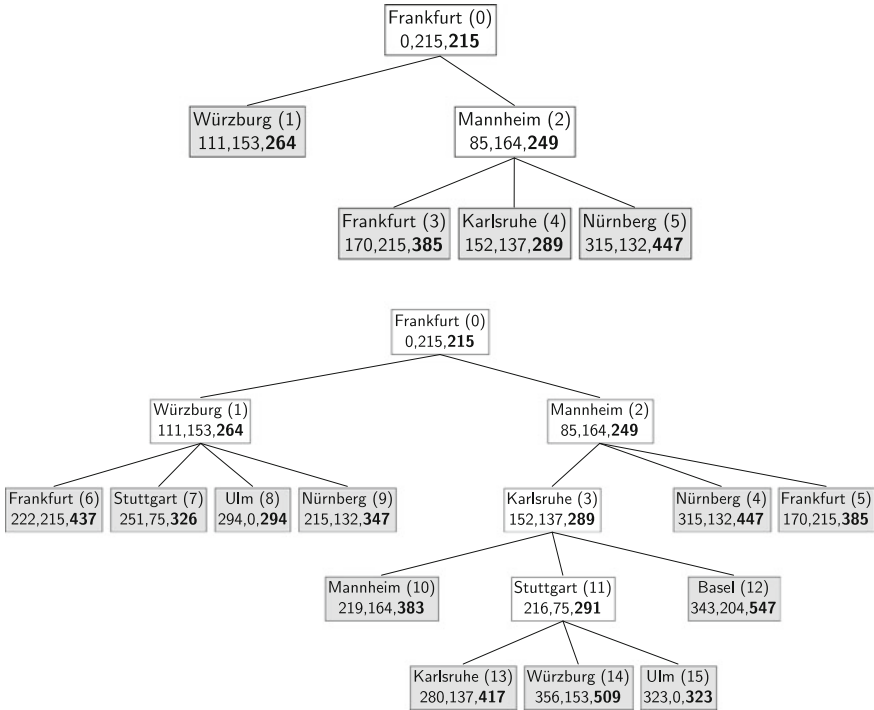 Frankfurt (0)
0,215,215
Würzburg (1)
111,153,264
Mannheim (2)
85,164,249
Frankfurt (3)
170,215,385
Karlsruhe (4)
152,137,289
Nürnberg (5)
315,132,447
Frankfurt (0)
0,215,215
Würzburg (1)
111,153,264
Mannheim (2)
85,164,249
Frankfurt (6)
222,215,437
Stuttgart (7)
251,75,326
Ulm (8)
294,0,294
Nürnberg (9)
215,132,347
Karlsruhe (3)
152,137,289
Nürnberg (4)
315,132,447
Frankfurt (5)
170,215,385
Mannheim (10)
219,164,383
Stuttgart (11)
216,75,291
Basel (12)
343,204,547
Karlsruhe (13)
280,137,417
Würzburg (14)
356,153,509
Ulm (15)
323,0,323